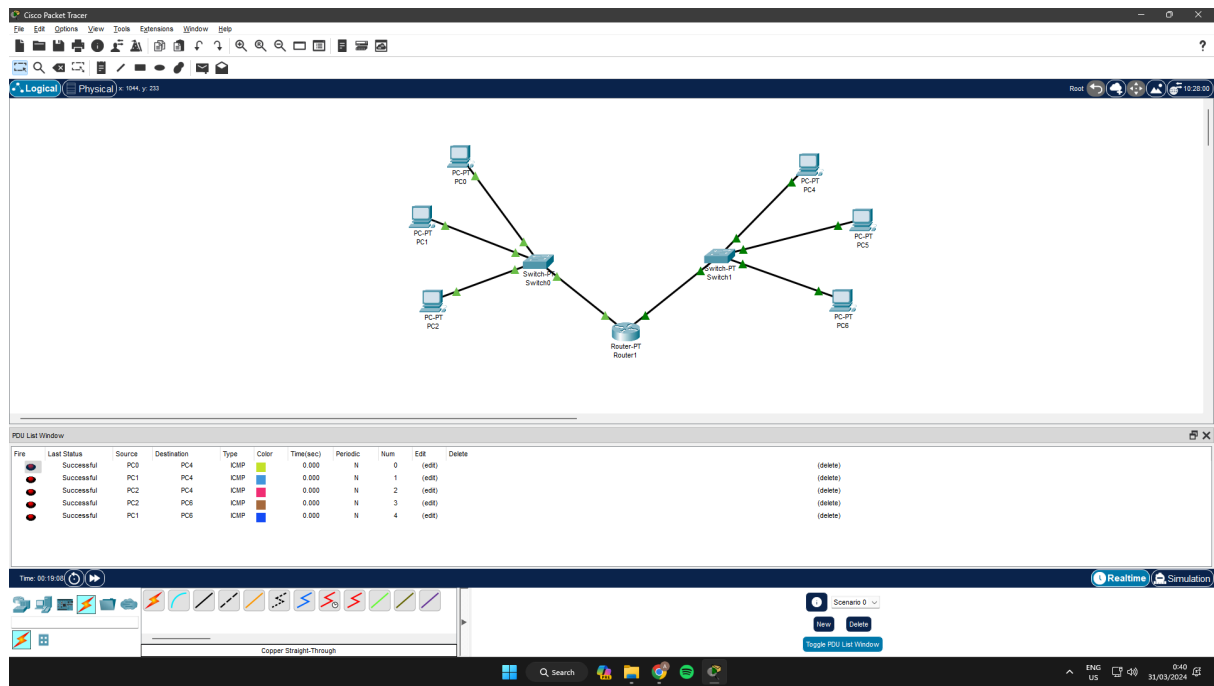 Cisco Packet Tracer
File Edit Options View Tools Extensions Window Help
?
Logical Physical x: 1044, y: 233 Root 10:28:00
PC-PT
PC0
PC-PT
PC4
PC-PT
PC1
PC-PT
PC5
Switch-PT
Switch0
Switch-PT
Switch1
PC-PT
PC2
PC-PT
PC6
Router-PT
Router1
PDU List Window
Fire Last Status Source Destination Type Color Time(sec) Periodic Num Edit Delete
Successful PC0 PC4 ICMP 0.000 N 0 (edit) (delete)
Successful PC1 PC4 ICMP 0.000 N 1 (edit) (delete)
Successful PC2 PC4 ICMP 0.000 N 2 (edit) (delete)
Successful PC2 PC6 ICMP 0.000 N 3 (edit) (delete)
Successful PC1 PC6 ICMP 0.000 N 4 (edit) (delete)
Time: 00:19:08 Realtime Simulation
Scenario 0
New Delete
Toggle PDU List Window
Copper Straight-Through
Search
ENG
US
0:40
31/03/2024